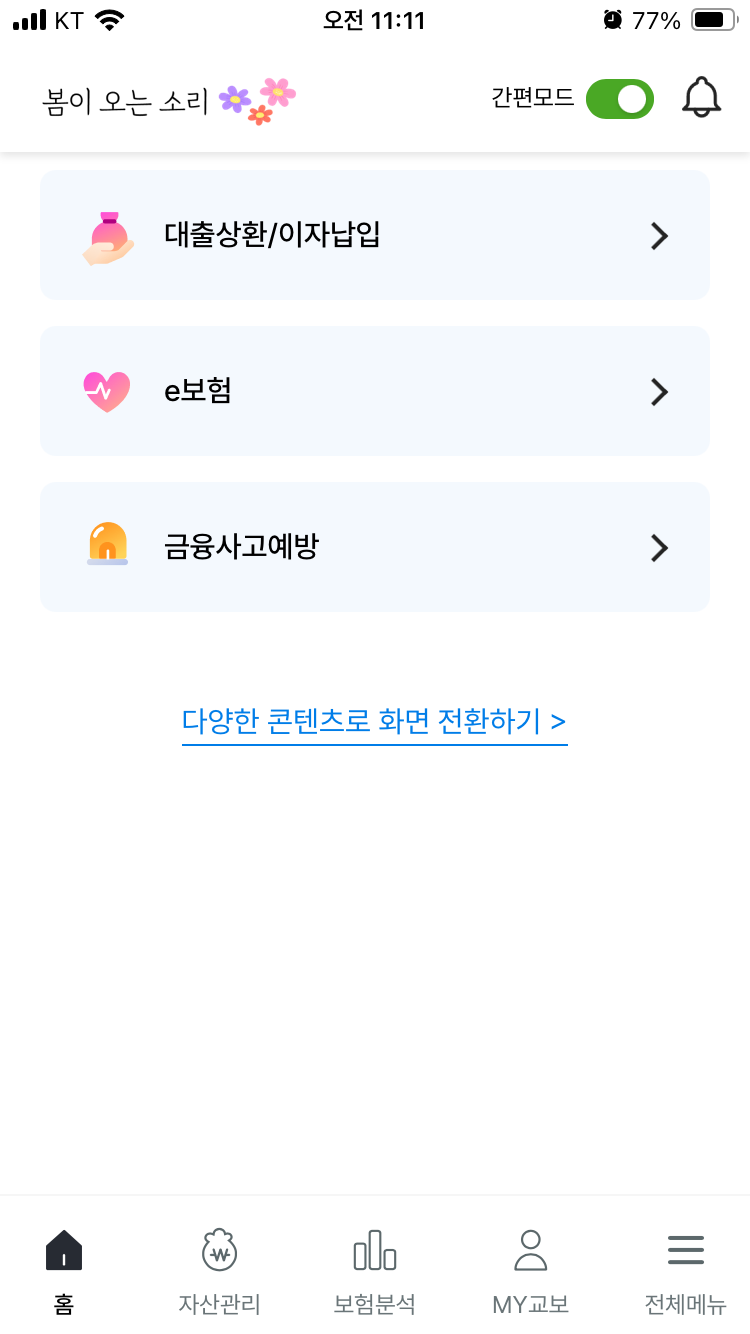 KT 오전 11:11 77%
봄이 오는 소리 간편모드
대출상환/이자납입
e보험
금융사고예방
다양한 콘텐츠로 화면 전환하기 >
홈 자산관리 보험분석 MY교보 전체메뉴